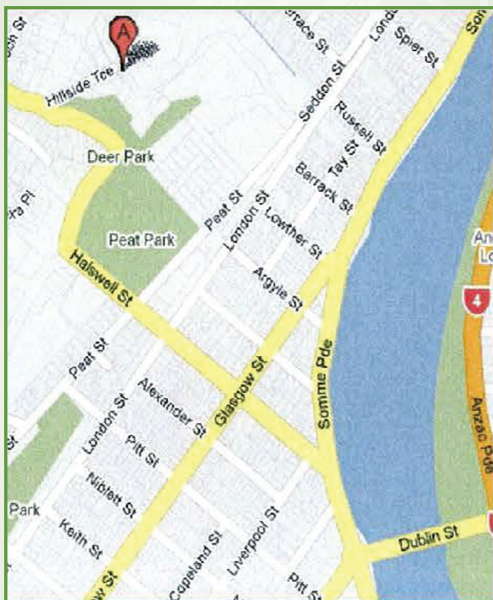 A
Hillside Tce
Deer Park
Peat Park
Halswell St
Peat St
London St
Seddon St
Spier St
Russell St
Tay St
Barrack St
Lowther St
Argyle St
Peat St
London St
Alexander St
Pitt St
Niblett St
Keith St
Glasgow St
Somme Pde
Copeland St
Liverpool St
Pitt St
Dublin St
Anzac Pde
4
Park